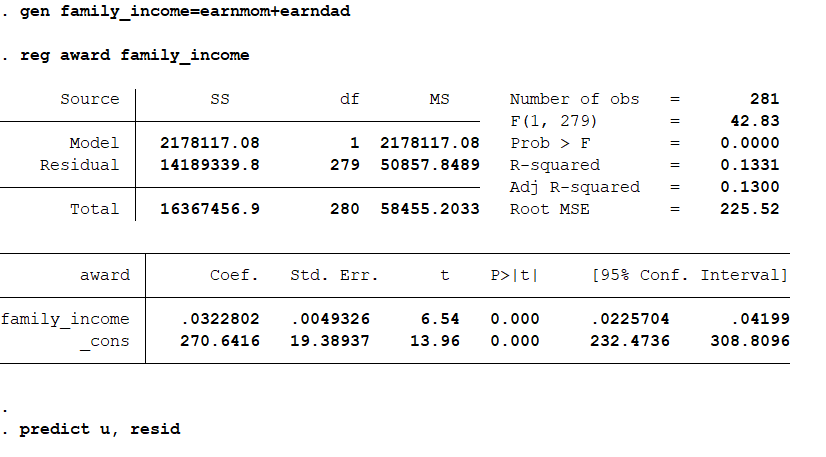 . gen family_income=earnmom+earndad
. reg award family_income
Source SS df MS Number of obs = 281
F(1, 279) = 42.83
Model 2178117.08 1 2178117.08 Prob > F = 0.0000
Residual 14189339.8 279 50857.8489 R-squared = 0.1331
Adj R-squared = 0.1300
Total 16367456.9 280 58455.2033 Root MSE = 225.52
award Coef. Std. Err. t P>|t| [95% Conf. Interval]
family_income .0322802 .0049326 6.54 0.000 .0225704 .04199
_cons 270.6416 19.38937 13.96 0.000 232.4736 308.8096
.
. predict u, resid